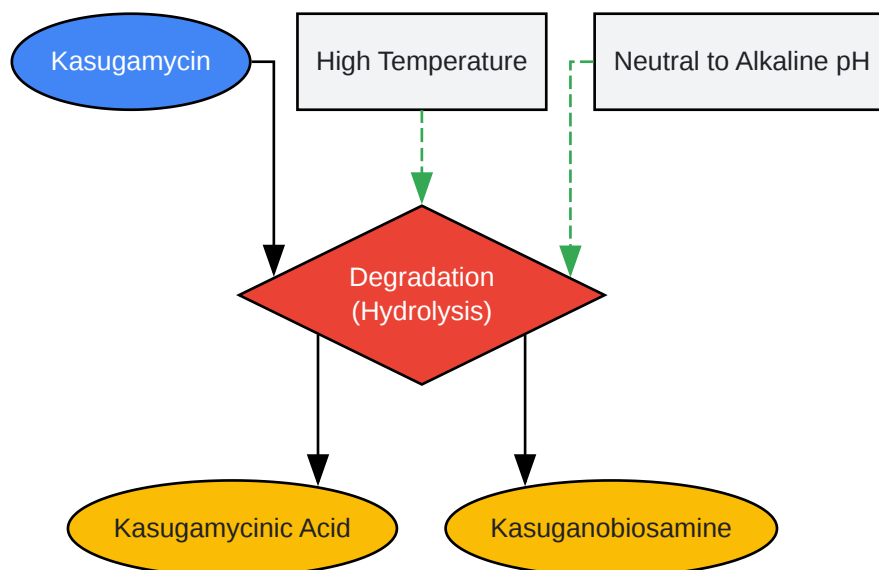 Kasugamycin
High Temperature
Neutral to Alkaline pH
Degradation
(Hydrolysis)
Kasugamycinic Acid
Kasuganobiosamine